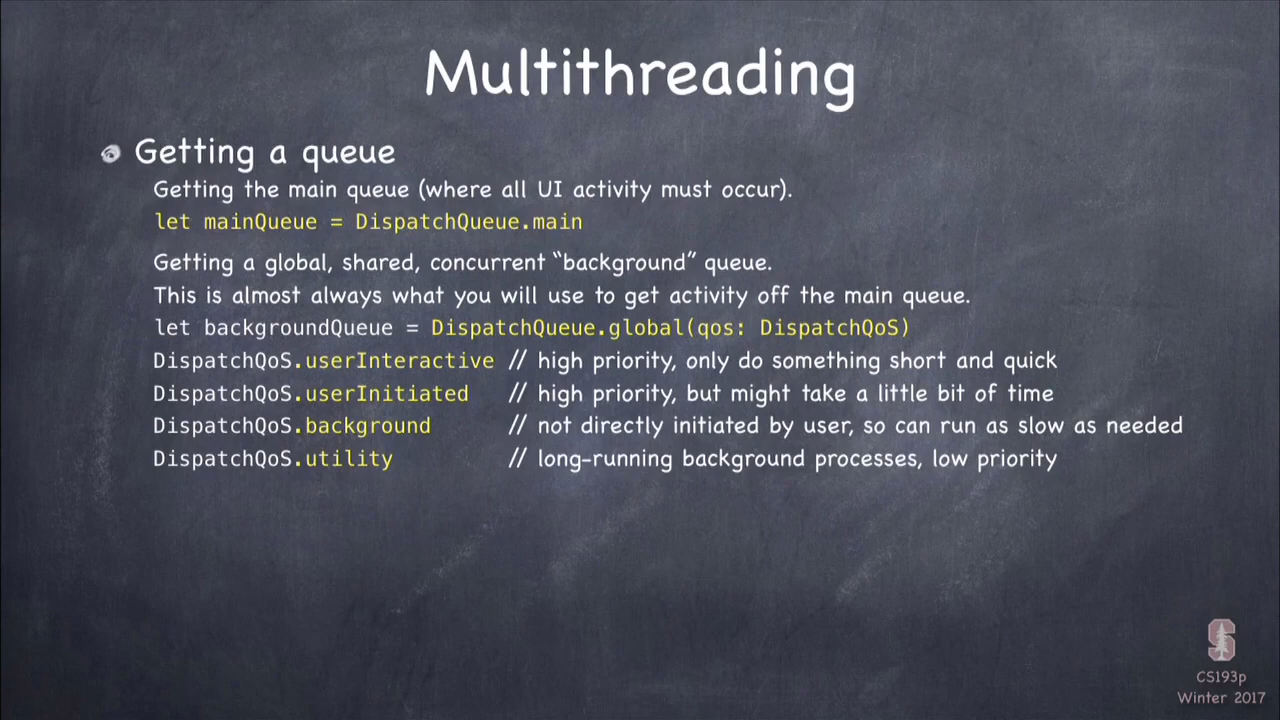 Multithreading
Getting a queue
Getting the main queue (where all UI activity must occur).
let mainQueue = DispatchQueue.main
Getting a global, shared, concurrent “background” queue.
This is almost always what you will use to get activity off the main queue.
let backgroundQueue = DispatchQueue.global(qos: DispatchQoS)
DispatchQoS.userInteractive // high priority, only do something short and quick
DispatchQoS.userInitiated // high priority, but might take a little bit of time
DispatchQoS.background // not directly initiated by user, so can run as slow as needed
DispatchQoS.utility // long-running background processes, low priority
S
CS193p
Winter 2017